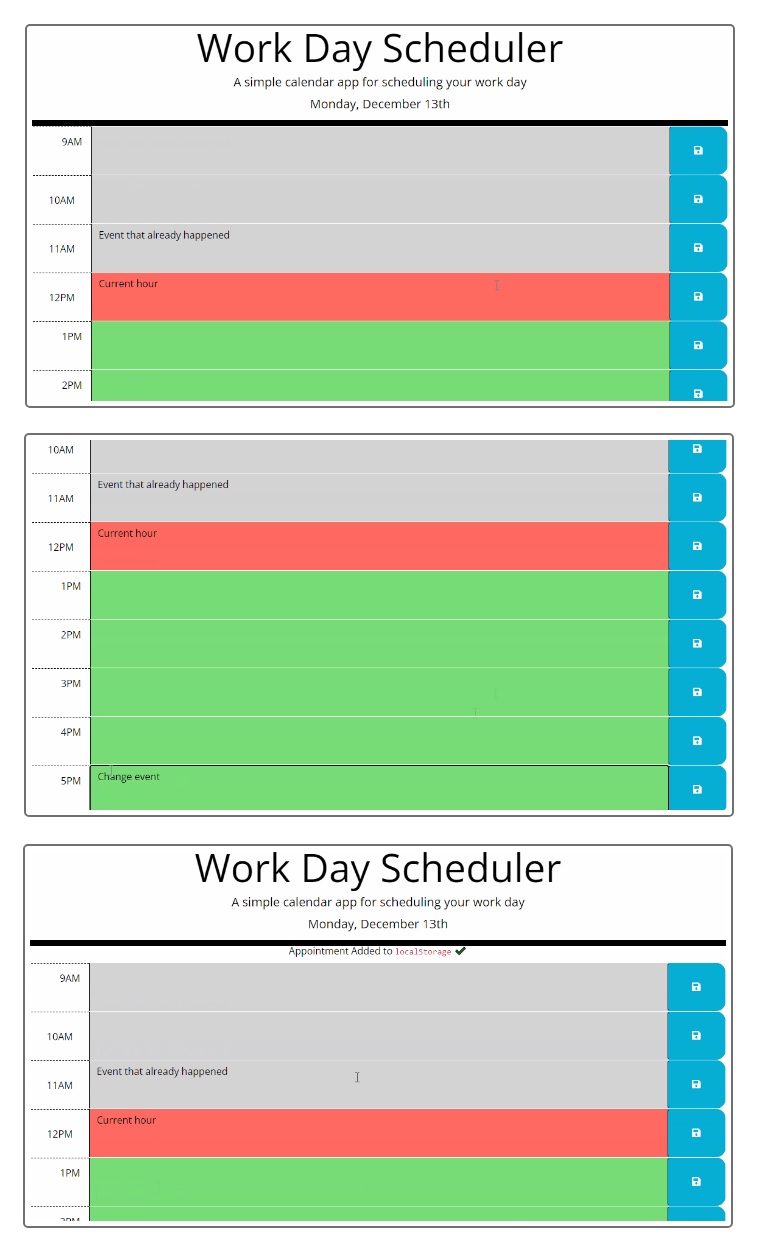 Work Day Scheduler
A simple calendar app for scheduling your work day
Monday, December 13th
9AM
10AM
11AM Event that already happened
12PM Current hour
1PM
2PM
10AM
11AM Event that already happened
12PM Current hour
1PM
2PM
3PM
4PM
5PM Change event
Work Day Scheduler
A simple calendar app for scheduling your work day
Monday, December 13th
Appointment Added to localStorage ✔
9AM
10AM
11AM Event that already happened
12PM Current hour
1PM